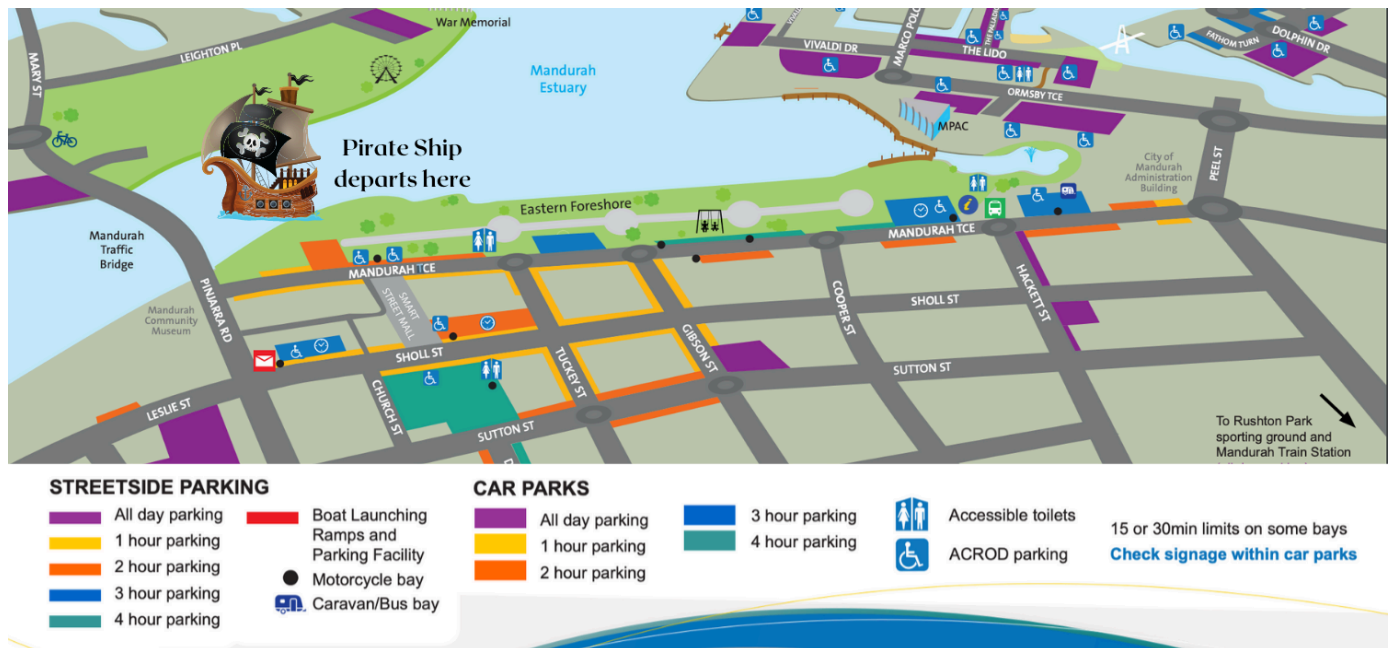 War Memorial
LEIGHTON PL
MARY ST
Mandurah
Estuary
VIVALDI DR
MARCO POLO
THE PALLADIO
THE LIDO
FATHOM TURN
DOLPHIN DR
ORMSBY TCE
MPAC
PEEL ST
City of
Mandurah
Administration
Building
Pirate Ship
departs here
Eastern Foreshore
Mandurah
Traffic
Bridge
MANDURAH TCE
MANDURAH TCE
PINJARRA RD
Mandurah
Community
Museum
SMART
STREET MALL
SHOLL ST
SHOLL ST
COOPER ST
HACKETT ST
GIBSON ST
TUCKEY ST
SUTTON ST
SUTTON ST
CHURCH ST
LESLIE ST
To Rushton Park
sporting ground and
Mandurah Train Station
STREETSIDE PARKING
All day parking
1 hour parking
2 hour parking
3 hour parking
4 hour parking
Boat Launching
Ramps and
Parking Facility
Motorcycle bay
Caravan/Bus bay
CAR PARKS
All day parking
1 hour parking
2 hour parking
3 hour parking
4 hour parking
Accessible toilets
ACROD parking
15 or 30min limits on some bays
Check signage within car parks